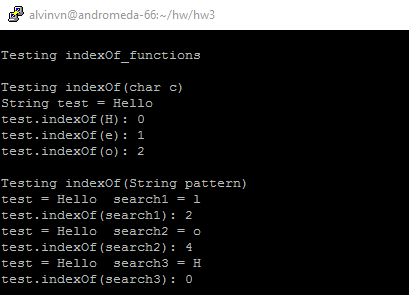 alvinvn@andromeda-66:~/hw/hw3
Testing indexOf_functions
Testing indexOf(char c)
String test = Hello
test.indexOf(H): 0
test.indexOf(e): 1
test.indexOf(o): 2
Testing indexOf(String pattern)
test = Hello  search1 = l
test.indexOf(search1): 2
test = Hello  search2 = o
test.indexOf(search2): 4
test = Hello  search3 = H
test.indexOf(search3): 0